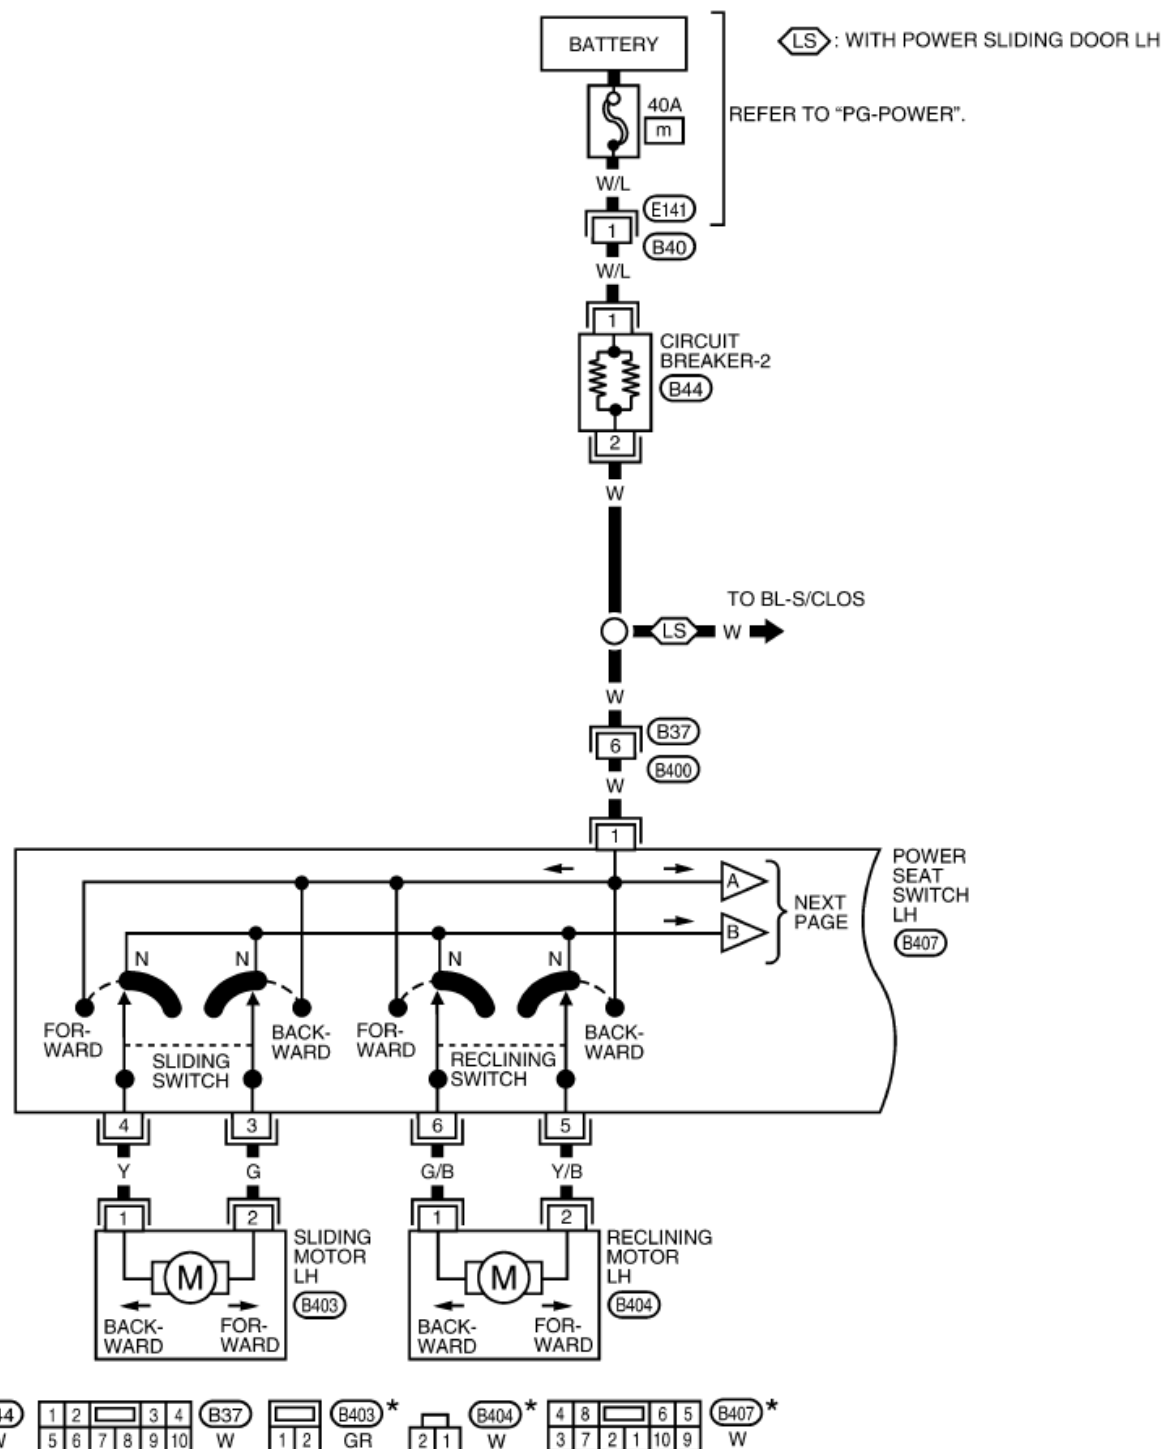 BATTERY
LS : WITH POWER SLIDING DOOR LH
40A
m
REFER TO “PG-POWER”.
W/L
E141
1
B40
W/L
1
CIRCUIT
BREAKER-2
B44
2
W
TO BL-S/CLOS
LS W
W
B37
6
B400
W
1
POWER
SEAT
SWITCH
LH
B407
A
NEXT
PAGE
B
N N N N
FOR-
WARD
BACK-
WARD
FOR-
WARD
BACK-
WARD
SLIDING
SWITCH
RECLINING
SWITCH
4 3 6 5
Y G G/B Y/B
1 2 1 2
SLIDING
MOTOR
LH
B403
RECLINING
MOTOR
LH
B404
M M
BACK-
WARD
FOR-
WARD
BACK-
WARD
FOR-
WARD
1 2 3 4 B37 B403 * B404 * 4 8 6 5 B407 *
5 6 7 8 9 10 W 1 2 GR 2 1 W 3 7 2 1 10 9 W